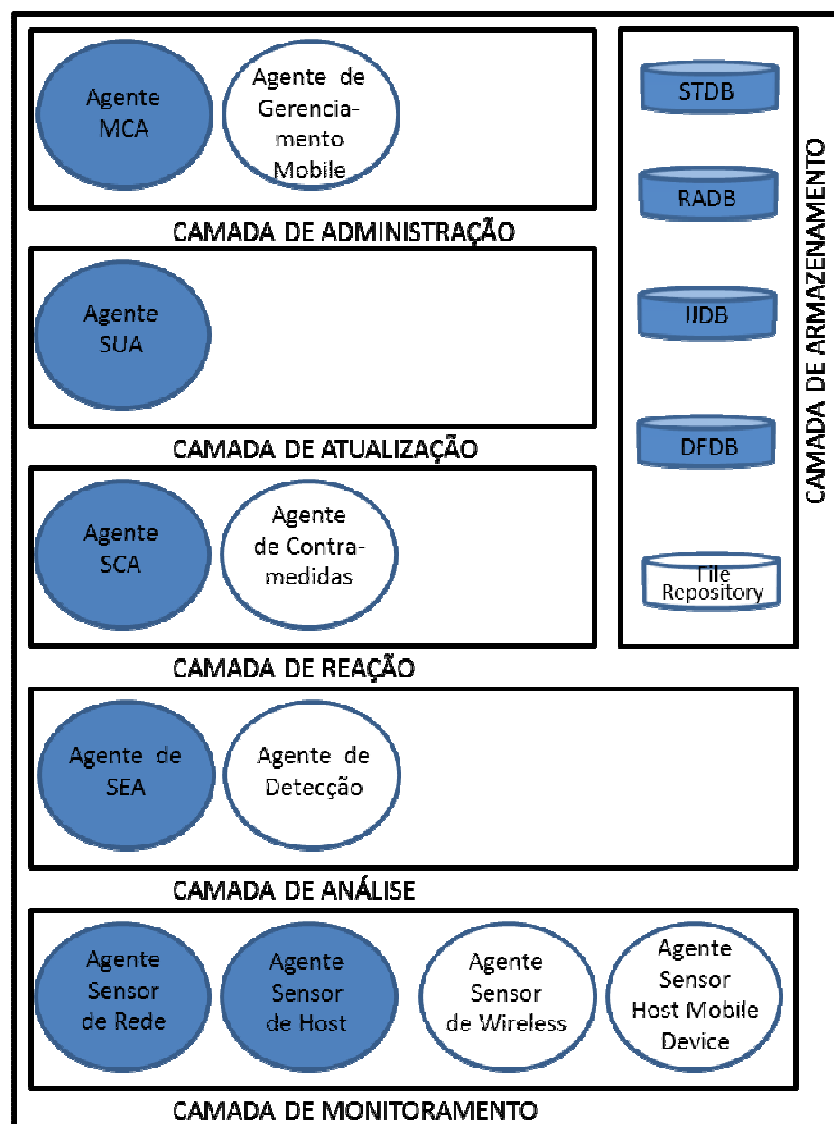 Agente
MCA
Agente de
Gerencia-
mento
Mobile
CAMADA DE ADMINISTRAÇÃO
Agente
SUA
CAMADA DE ATUALIZAÇÃO
Agente
SCA
Agente
de Contra-
medidas
CAMADA DE REAÇÃO
STDB
RADB
IIDB
DFDB
File
Repository
CAMADA DE ARMAZENAMENTO
Agente de
SEA
Agente de
Detecção
CAMADA DE ANÁLISE
Agente
Sensor
de Rede
Agente
Sensor
de Host
Agente
Sensor
de Wireless
Agente
Sensor
Host Mobile
Device
CAMADA DE MONITORAMENTO